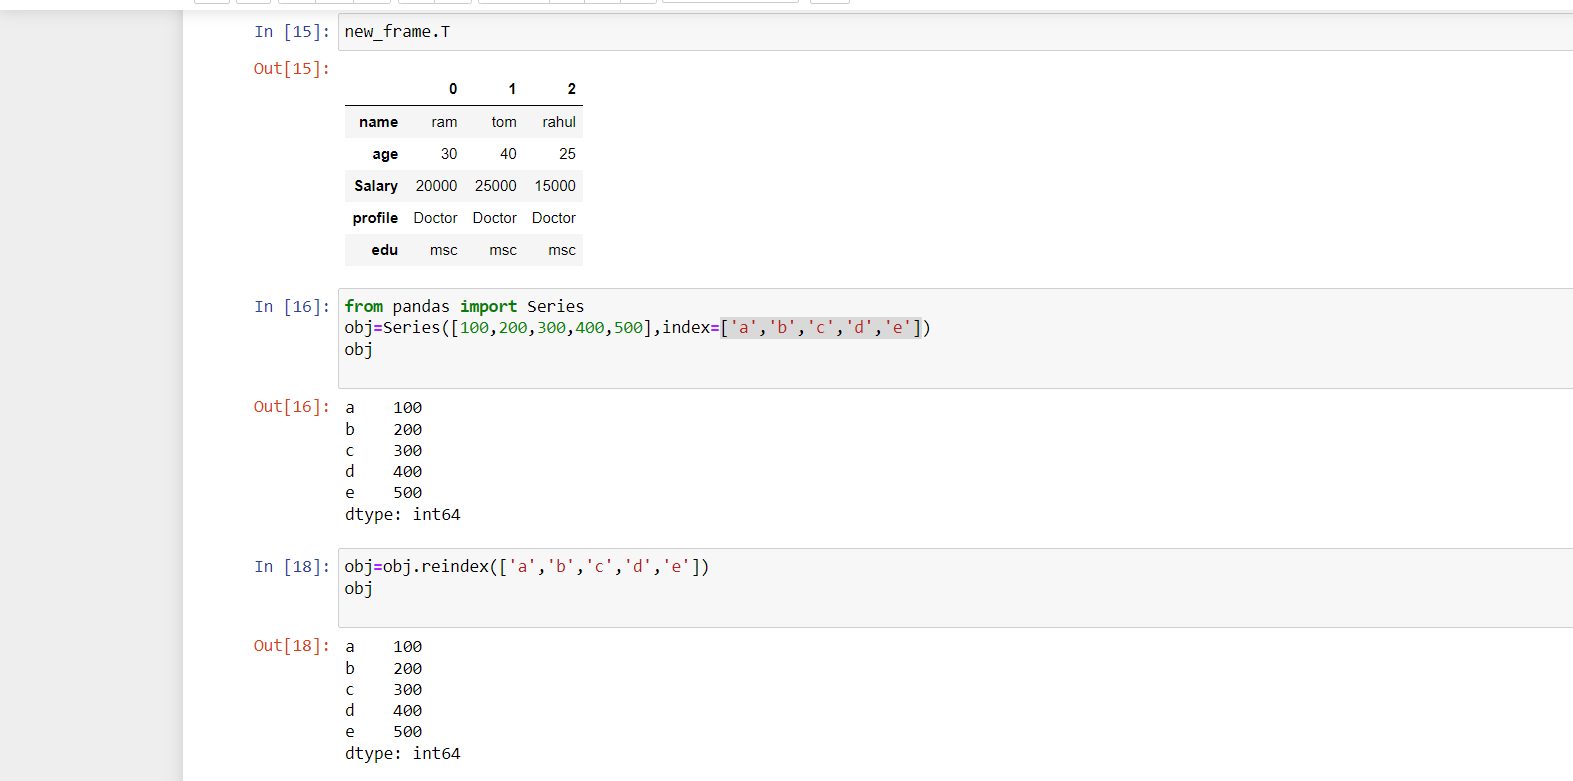 In [15]: new_frame.T
Out[15]:
0 1 2
name ram tom rahul
age 30 40 25
Salary 20000 25000 15000
profile Doctor Doctor Doctor
edu msc msc msc
In [16]: from pandas import Series
obj=Series([100,200,300,400,500],index=['a','b','c','d','e'])
obj
Out[16]: a    100
b    200
c    300
d    400
e    500
dtype: int64
In [18]: obj=obj.reindex(['a','b','c','d','e'])
obj
Out[18]: a    100
b    200
c    300
d    400
e    500
dtype: int64